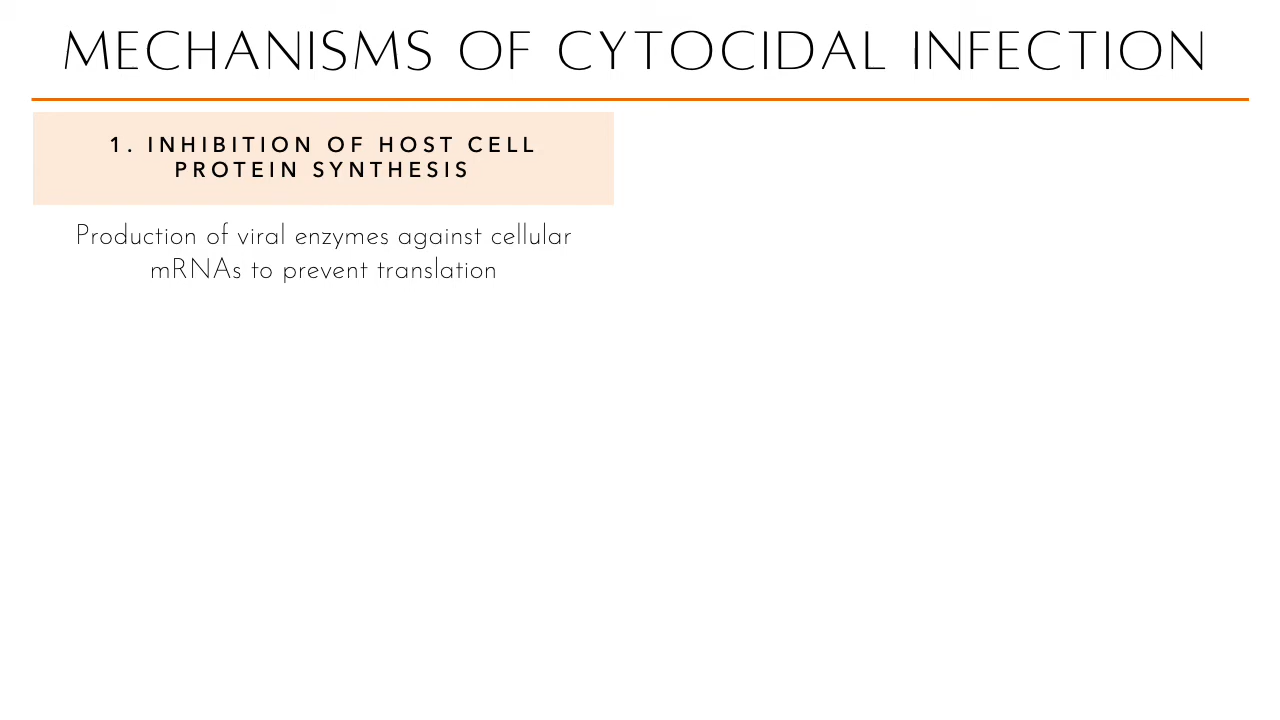 MECHANISMS OF CYTOCIDAL INFECTION
1. INHIBITION OF HOST CELL
PROTEIN SYNTHESIS
Production of viral enzymes against cellular
mRNAs to prevent translation